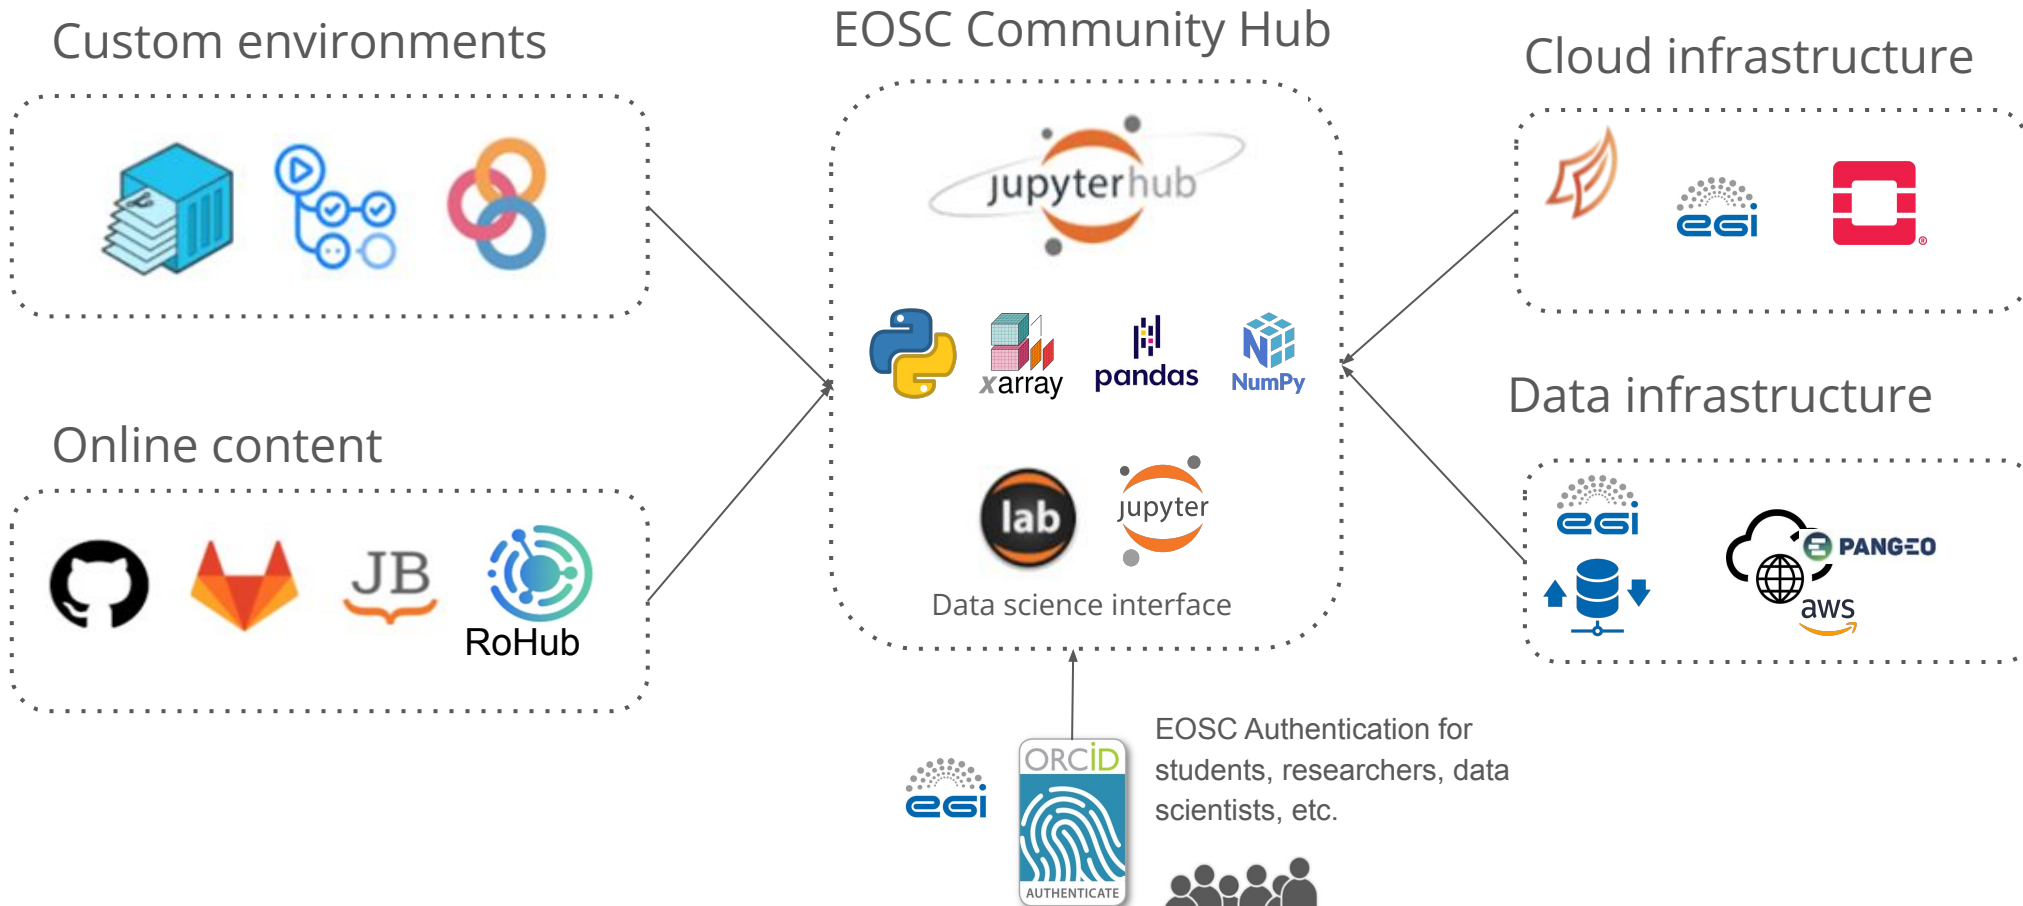 Custom environments
EOSC Community Hub
Cloud infrastructure
jupyterhub
egi
®
xarray
pandas
NumPy
Online content
Data infrastructure
JB
RoHub
lab
jupyter
Data science interface
egi
PANGEO
aws
egi
ORCID
AUTHENTICATE
EOSC Authentication for
students, researchers, data
scientists, etc.